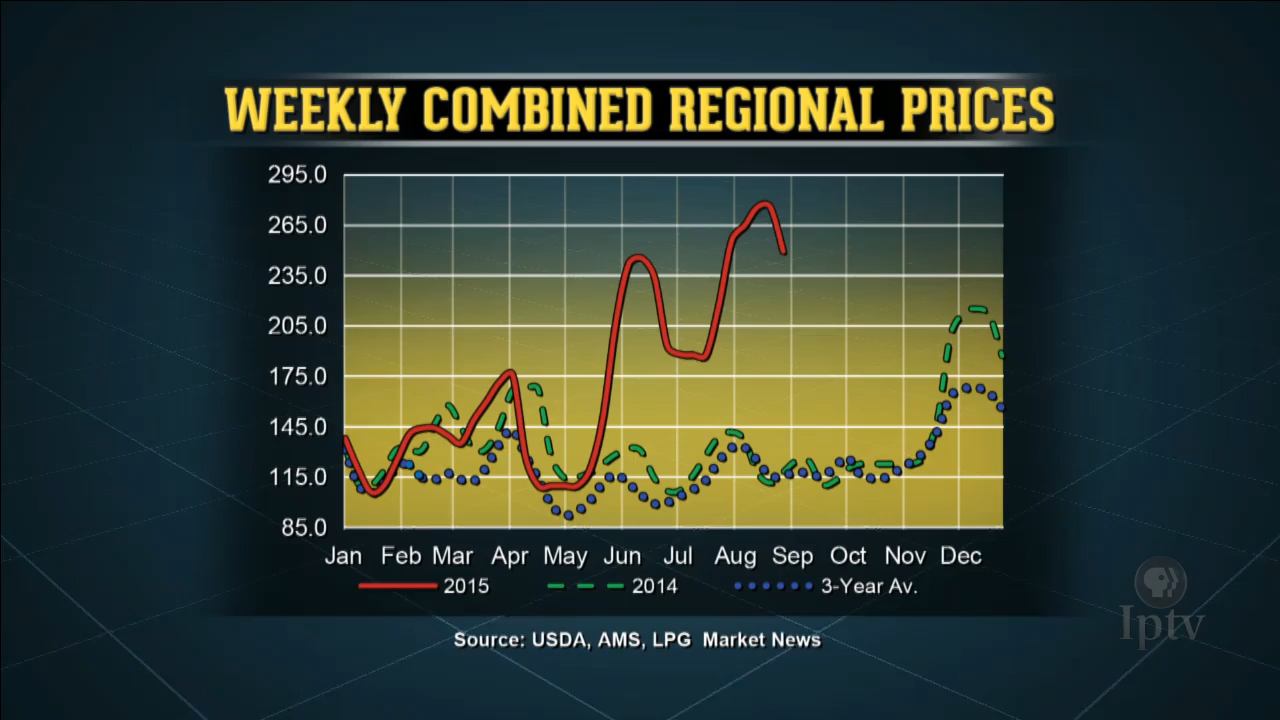 WEEKLY COMBINED REGIONAL PRICES
295.0
265.0
235.0
205.0
175.0
145.0
115.0
85.0
Jan Feb Mar Apr May Jun Jul Aug Sep Oct Nov Dec
2015 2014 3-Year Av.
Source: USDA, AMS, LPG Market News
Iptv